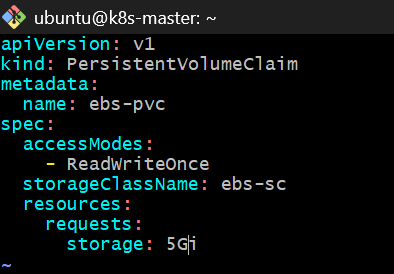 ubuntu@k8s-master: ~
apiVersion: v1
kind: PersistentVolumeClaim
metadata:
  name: ebs-pvc
spec:
  accessModes:
    - ReadWriteOnce
  storageClassName: ebs-sc
  resources:
    requests:
      storage: 5Gi
~